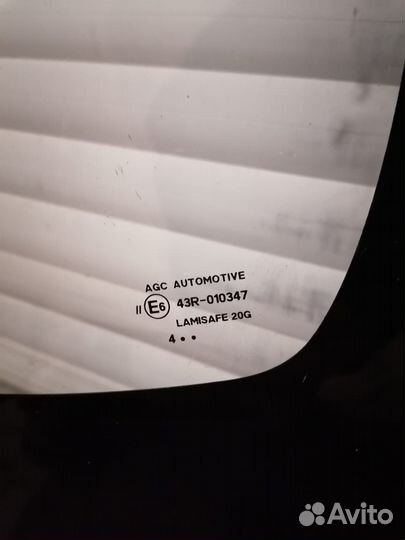 AGC AUTOMOTIVE
II E6 43R-010347
LAMISAFE 20G
4 • •
Avito